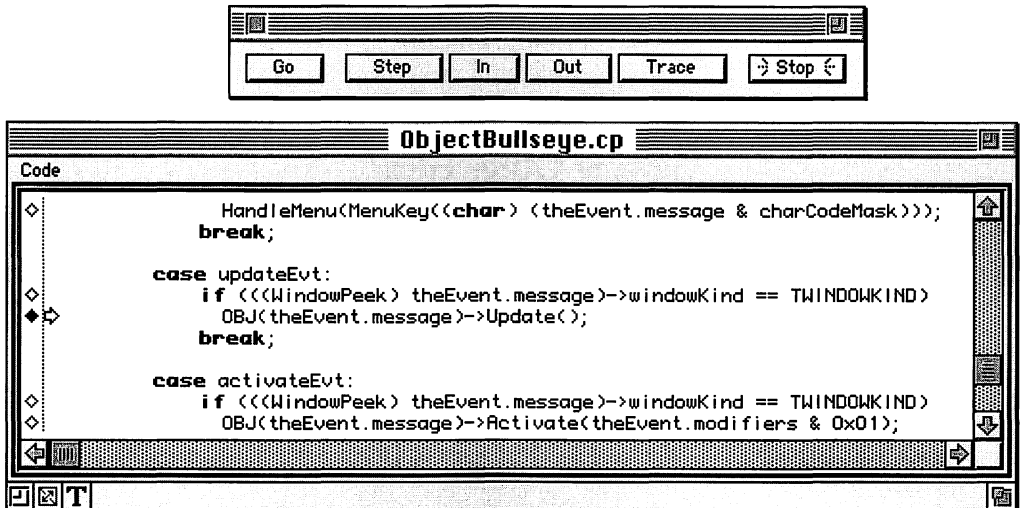 Go Step In Out Trace Stop
ObjectBullseye.cp
Code
HandleMenu(MenuKey((char) (theEvent.message & charCodeMask)));
break;
case updateEvt:
if (((WindowPeek) theEvent.message)->windowKind == TWINDOWKIND)
OBJ(theEvent.message)->Update();
break;
case activateEvt:
if (((WindowPeek) theEvent.message)->windowKind == TWINDOWKIND)
OBJ(theEvent.message)->Activate(theEvent.modifiers & 0x01);
T